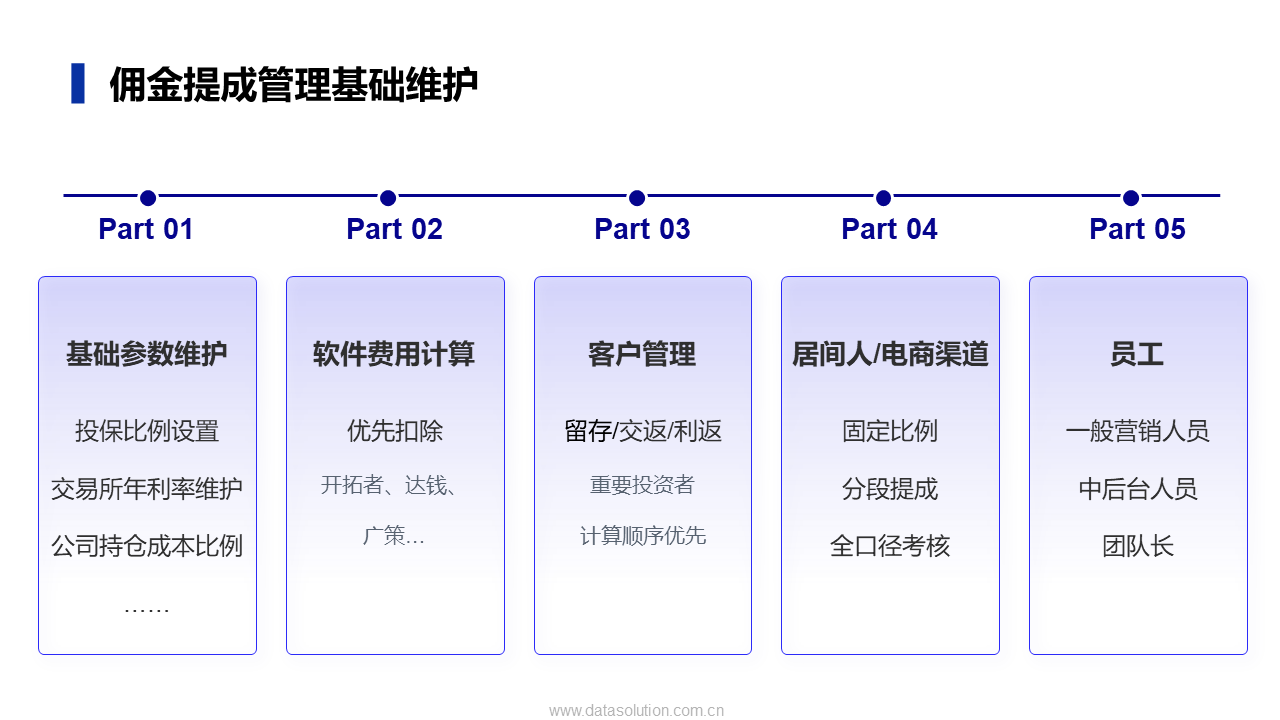 佣金提成管理基础维护
Part 01
Part 02
Part 03
Part 04
Part 05
基础参数维护
投保比例设置
交易所年利率维护
公司持仓成本比例
……
软件费用计算
优先扣除
开拓者、达钱、
广策…
客户管理
留存/交返/利返
重要投资者
计算顺序优先
居间人/电商渠道
固定比例
分段提成
全口径考核
员工
一般营销人员
中后台人员
团队长
www.datasolution.com.cn